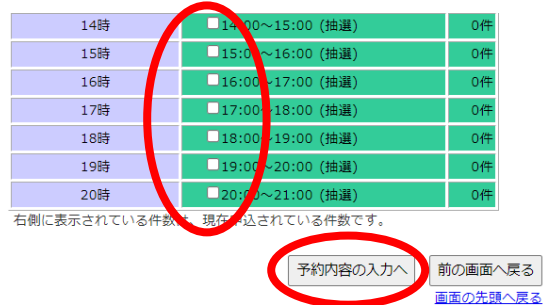 14時 14:00～15:00 (抽選) 0件
15時 15:00～16:00 (抽選) 0件
16時 16:00～17:00 (抽選) 0件
17時 17:00～18:00 (抽選) 0件
18時 18:00～19:00 (抽選) 0件
19時 19:00～20:00 (抽選) 0件
20時 20:00～21:00 (抽選) 0件
右側に表示されている件数は、現在申込されている件数です。
予約内容の入力へ 前の画面へ戻る
画面の先頭へ戻る